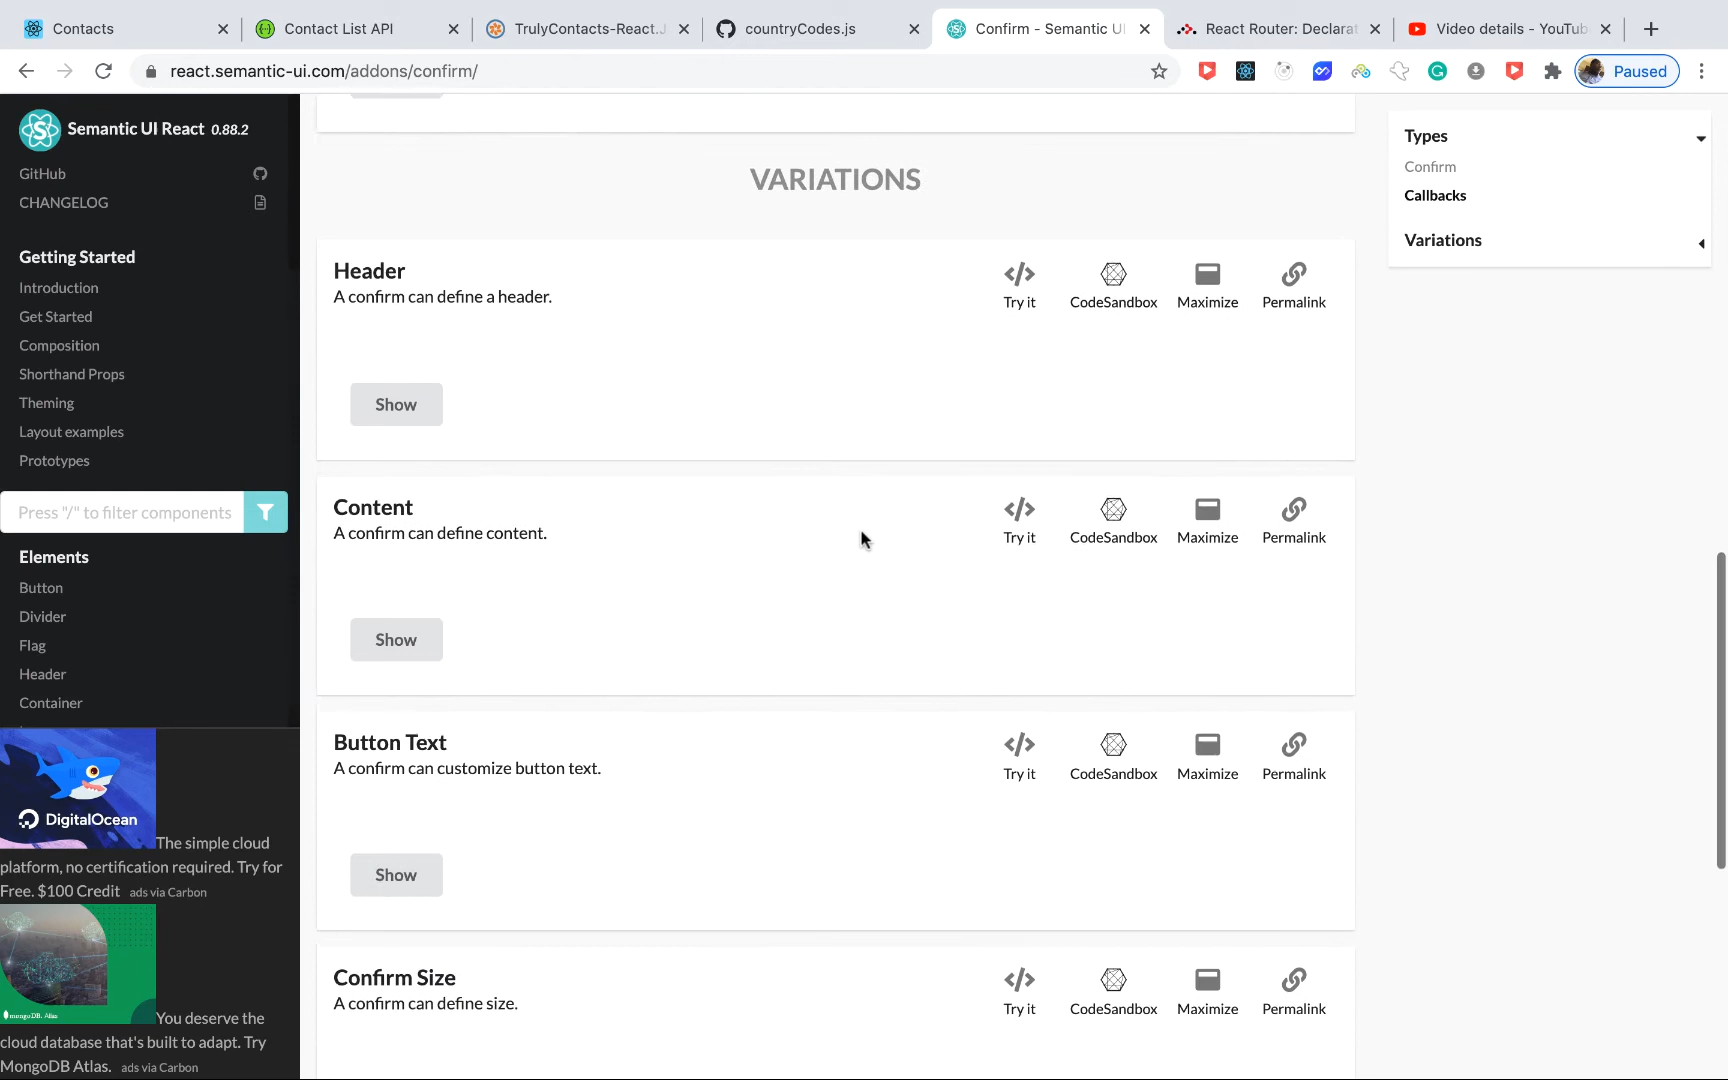 Contacts
Contact List API
TrulyContacts-React.J
countryCodes.js
Confirm - Semantic UI
React Router: Declarat
Video details - YouTub
react.semantic-ui.com/addons/confirm/
Paused
Semantic UI React 0.88.2
GitHub
CHANGELOG
Getting Started
Introduction
Get Started
Composition
Shorthand Props
Theming
Layout examples
Prototypes
Press "/" to filter components
Elements
Button
Divider
Flag
Header
Container
DigitalOcean
The simple cloud
platform, no certification required. Try for
Free. $100 Credit ads via Carbon
mongoDB. Atlas
You deserve the
cloud database that's built to adapt. Try
MongoDB Atlas. ads via Carbon
VARIATIONS
Header
A confirm can define a header.
Try it
CodeSandbox
Maximize
Permalink
Show
Content
A confirm can define content.
Try it
CodeSandbox
Maximize
Permalink
Show
Button Text
A confirm can customize button text.
Try it
CodeSandbox
Maximize
Permalink
Show
Confirm Size
A confirm can define size.
Try it
CodeSandbox
Maximize
Permalink
Types
Confirm
Callbacks
Variations